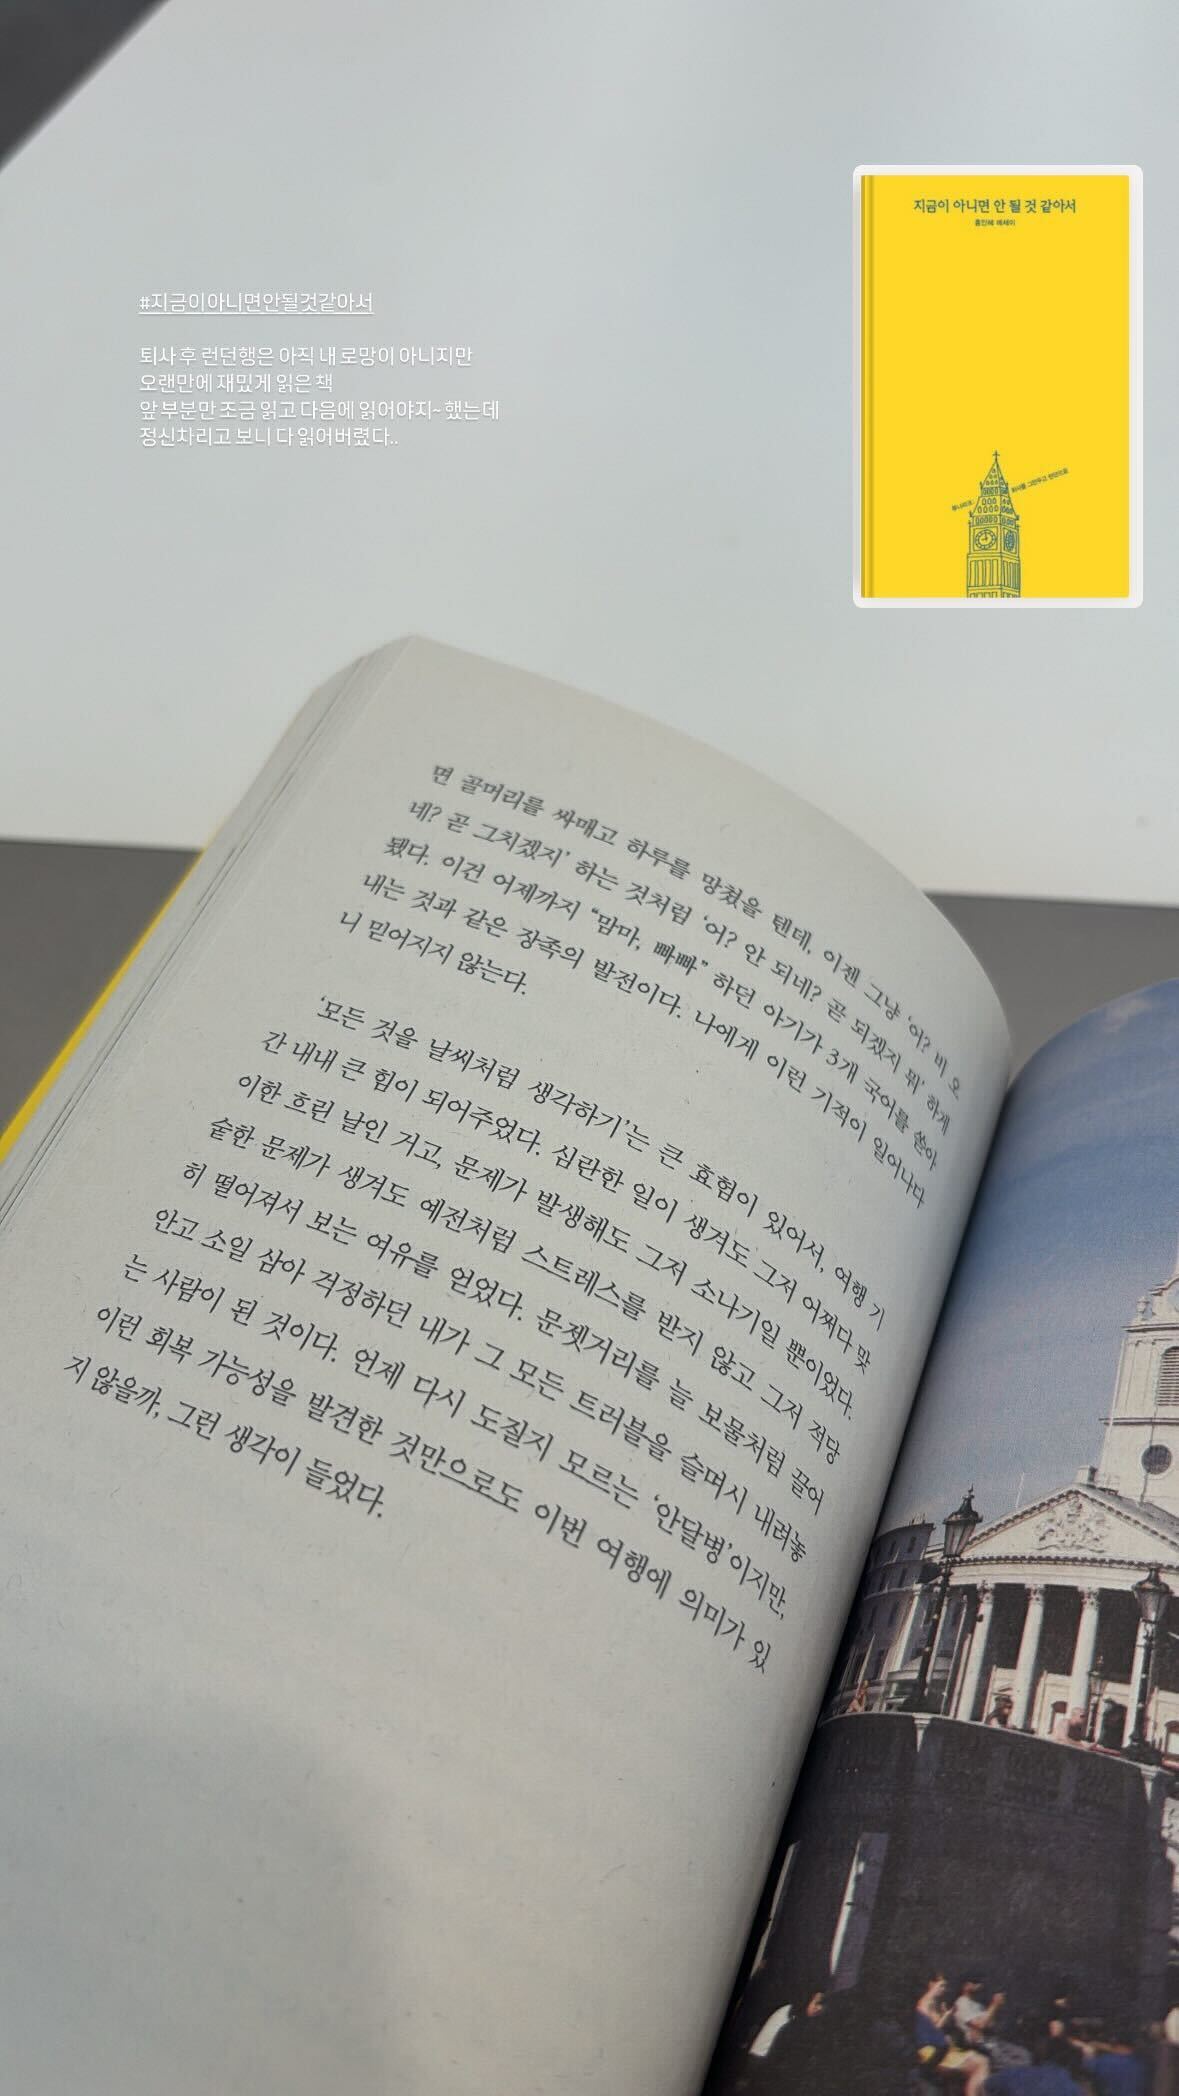 지금이 아니면 안 될 것 같아서
홍인혜 에세이
#지금이아니면안될것같아서
퇴사 후 런던행은 아직 내 로망이 아니지만
오랜만에 재밌게 읽은 책
앞 부분만 조금 읽고 다음에 읽어야지~ 했는데
정신차리고 보니 다 읽어버렸다..
루나파크 : 회사를 그만두고 런던으로
면 골머리를 싸매고 하루를 망쳤을 텐데, 이젠 그냥 ‘어? 비 오
네? 곧 그치겠지’ 하는 것처럼 ‘어? 안 되네? 곧 되겠지 뭐’ 하게
됐다. 이건 어제까지 “맘마, 빠빠” 하던 아기가 3개 국어를 쏟아
내는 것과 같은 장족의 발전이다. 나에게 이런 기적이 일어나다
니 믿어지지 않는다.
‘모든 것을 날씨처럼 생각하기’는 큰 효험이 있어서, 여행 기
간 내내 큰 힘이 되어주었다. 심란한 일이 생겨도 그저 어쩌다 맞
이한 흐린 날인 거고, 문제가 발생해도 그저 소나기일 뿐이었다.
숱한 문제가 생겨도 예전처럼 스트레스를 받지 않고 그저 적당
히 떨어져서 보는 여유를 얻었다. 문젯거리를 늘 보물처럼 끌어
안고 소일 삼아 걱정하던 내가 그 모든 트러블을 슬며시 내려놓
는 사람이 된 것이다. 언제 다시 도질지 모르는 ‘안달병’이지만,
이런 회복 가능성을 발견한 것만으로도 이번 여행에 의미가 있
지 않을까, 그런 생각이 들었다.